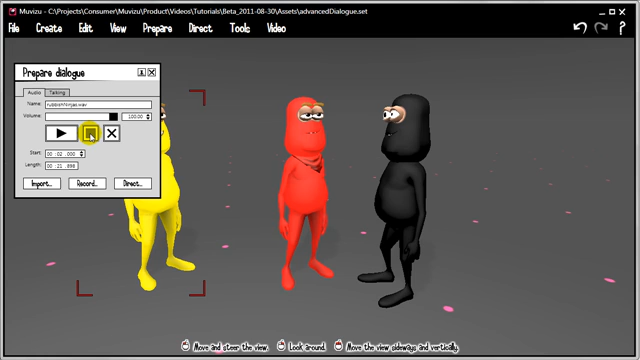 Muvizu - C:\Projects\Consumer\Muvizu\Product\Videos\Tutorials\Beta_2011-08-30\Assets\advancedDialogue.set
File Create Edit View Prepare Direct Tools Video
Prepare dialogue
Audio Talking
Name: rubbishNinjas.wav
Volume: 100.00
Start: 00 :02 .000
Length: 00 :21 .898
Import... Record... Direct...
Move and steer the view. Look around. Move the view sideways and vertically.